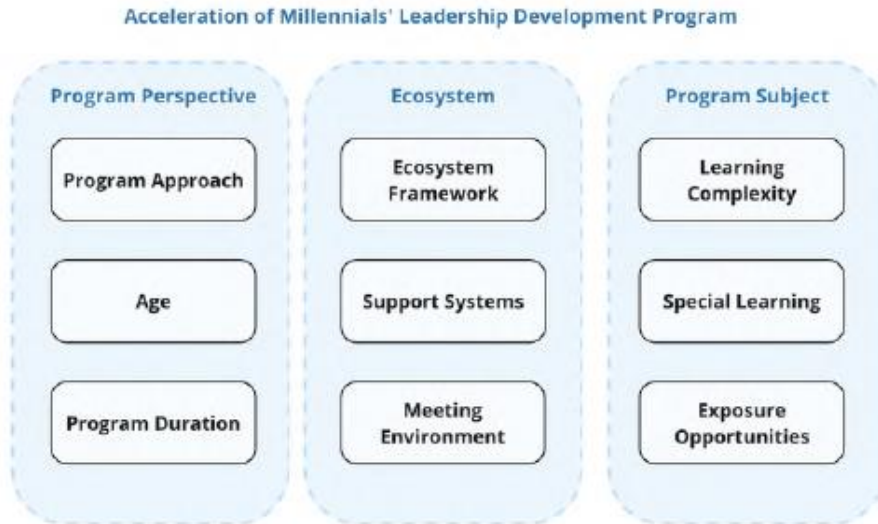 Acceleration of Millennials' Leadership Development Program
Program Perspective
Program Approach
Age
Program Duration
Ecosystem
Ecosystem
Framework
Support Systems
Meeting
Environment
Program Subject
Learning
Complexity
Special Learning
Exposure
Opportunities